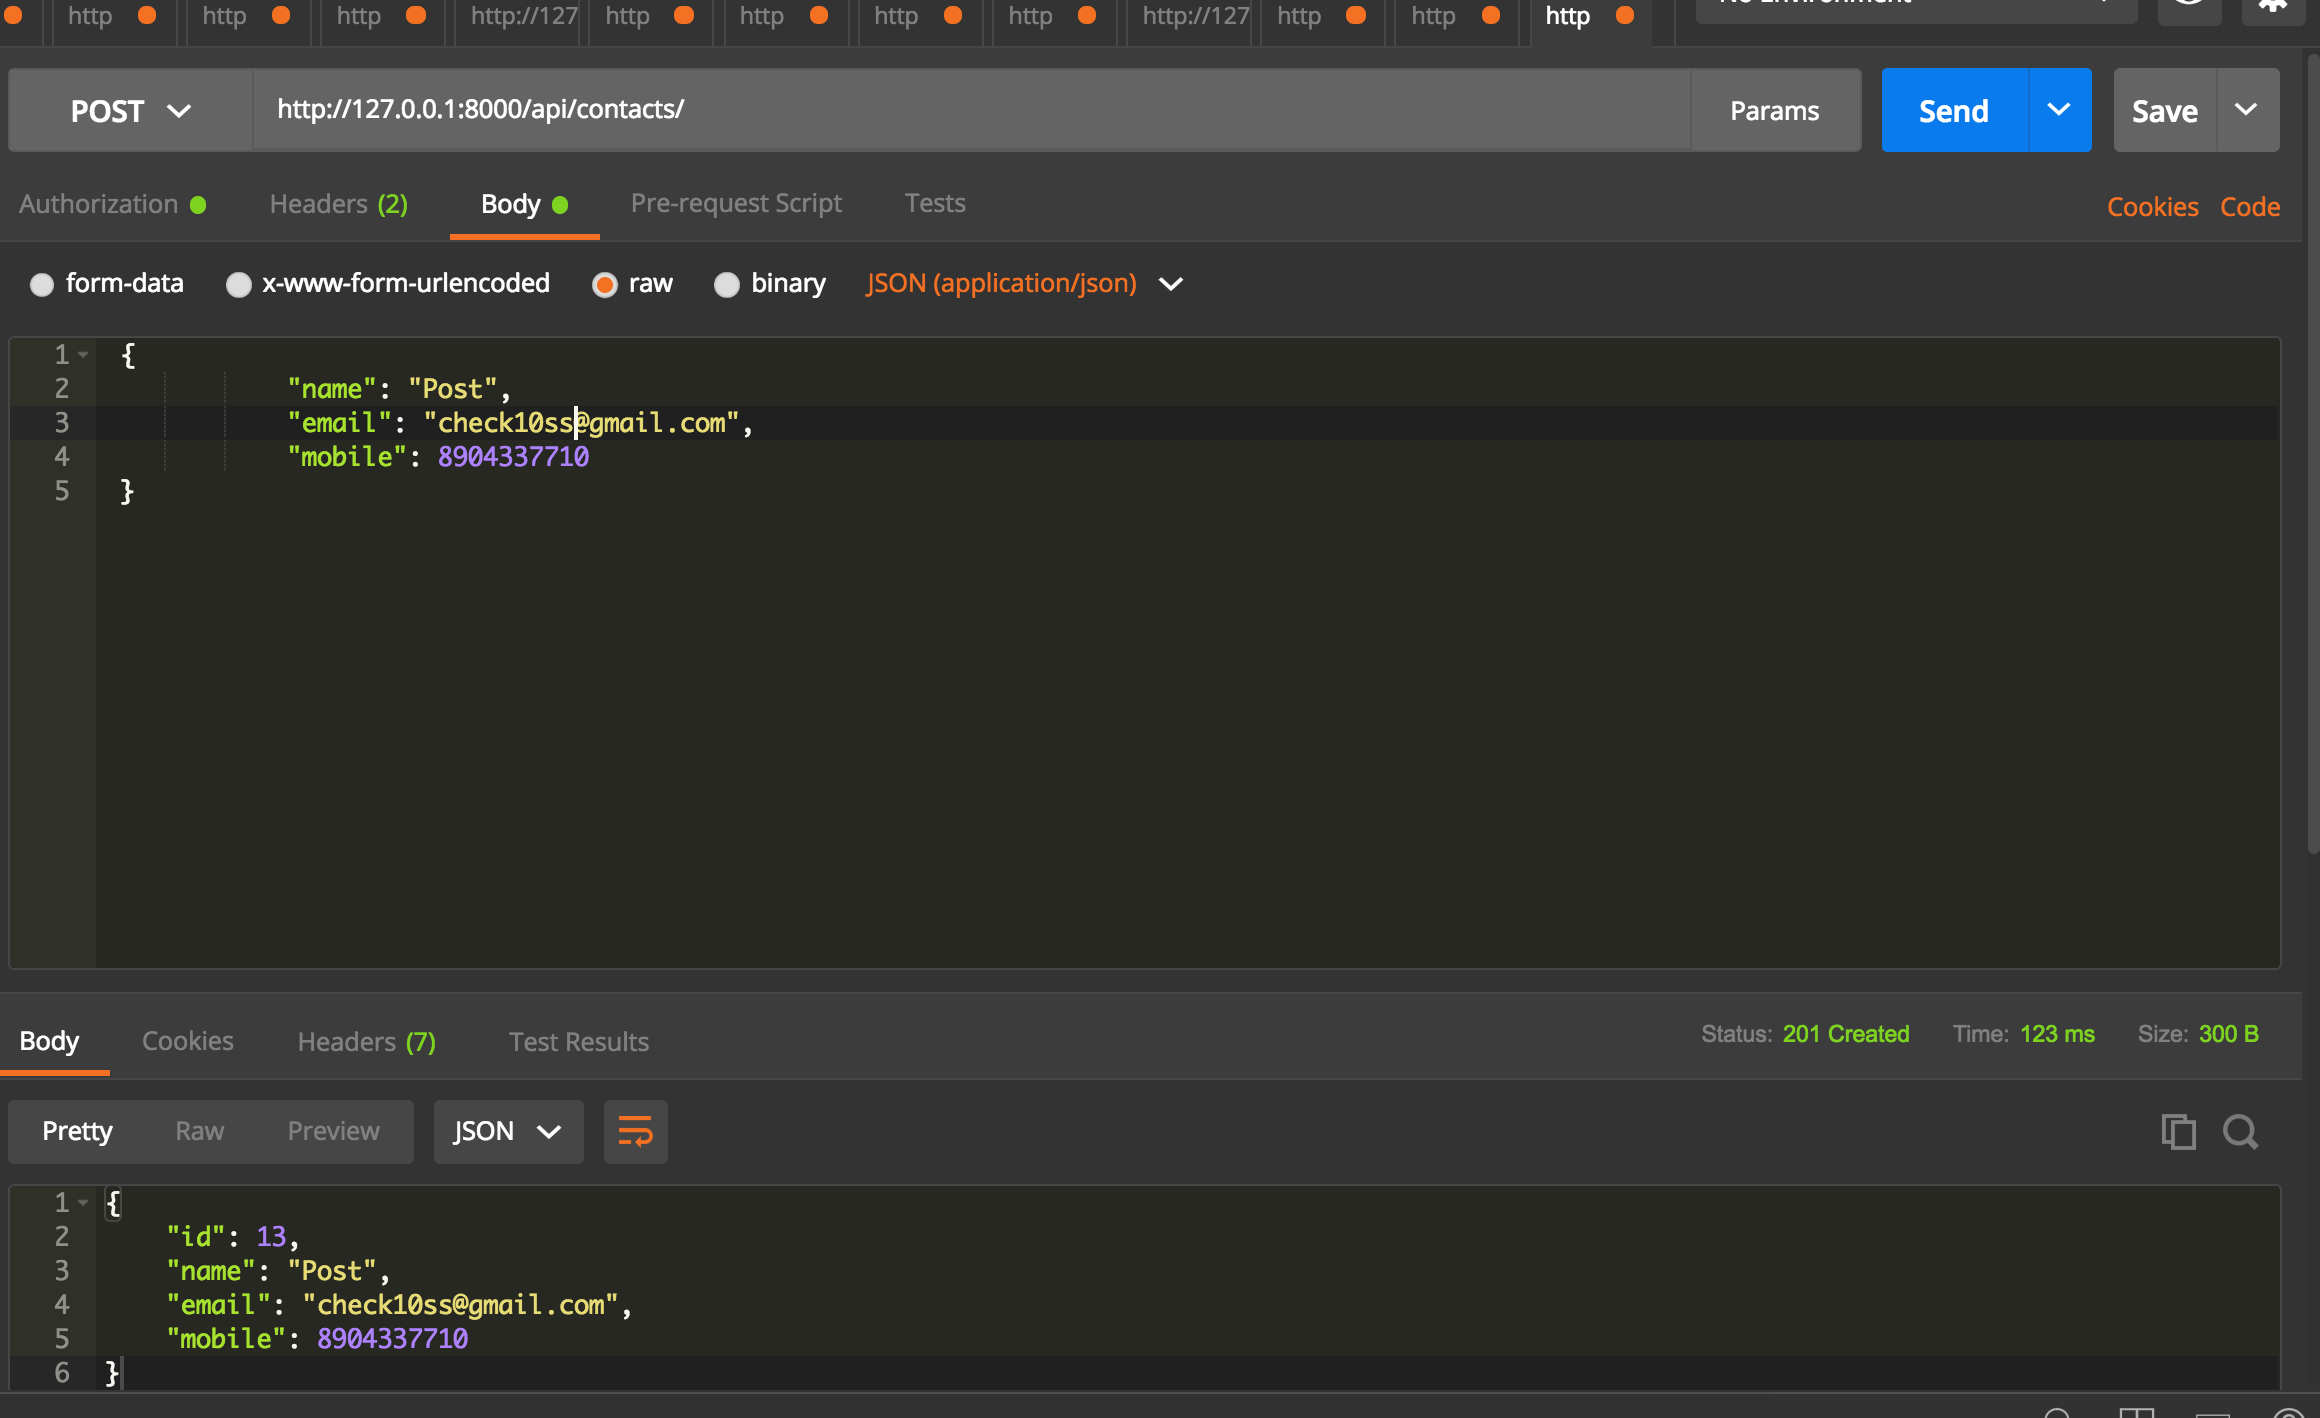 http http http http://127 http http http http http://127 http http http No Environment
POST http://127.0.0.1:8000/api/contacts/ Params Send Save
Authorization Headers (2) Body Pre-request Script Tests Cookies Code
form-data x-www-form-urlencoded raw binary JSON (application/json)
1 {
2 "name": "Post",
3 "email": "check10ss@gmail.com",
4 "mobile": 8904337710
5 }
Body Cookies Headers (7) Test Results Status: 201 Created Time: 123 ms Size: 300 B
Pretty Raw Preview JSON
1 {
2 "id": 13,
3 "name": "Post",
4 "email": "check10ss@gmail.com",
5 "mobile": 8904337710
6 }